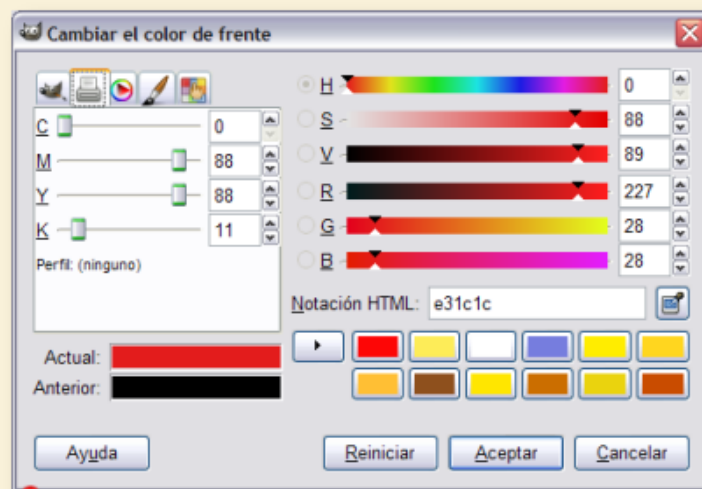 Cambiar el color de frente
C 0
M 88
Y 88
K 11
Perfil: (ninguno)
Actual:
Anterior:
H 0
S 88
V 89
R 227
G 28
B 28
Notación HTML: e31c1c
Ayuda Reiniciar Aceptar Cancelar